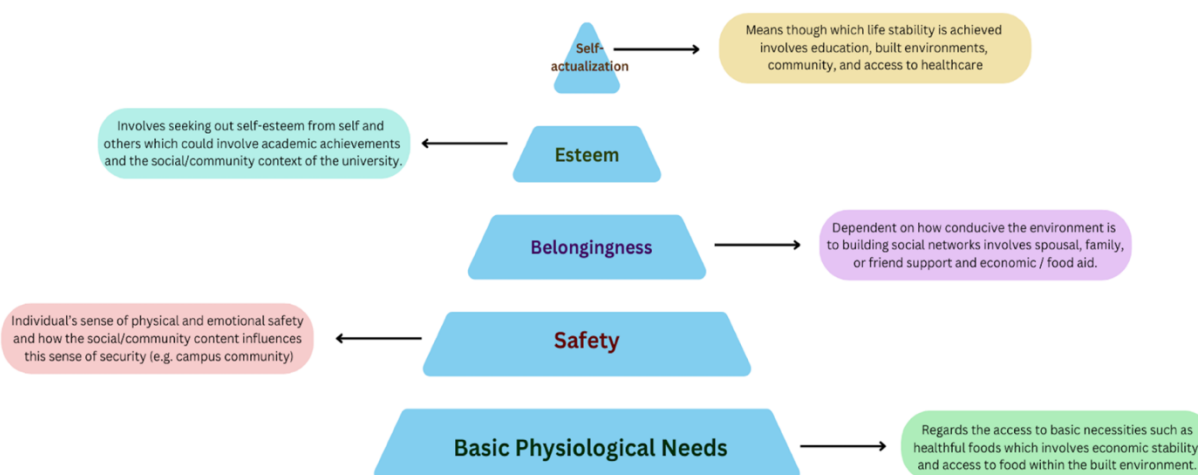 Self-
actualization
Means though which life stability is achieved
involves education, built environments,
community, and access to healthcare
Involves seeking out self-esteem from self and
others which could involve academic achievements
and the social/community context of the university.
Esteem
Belongingness
Dependent on how conducive the environment is
to building social networks involves spousal, family,
or friend support and economic / food aid.
Individual's sense of physical and emotional safety
and how the social/community content influences
this sense of security (e.g. campus community)
Safety
Basic Physiological Needs
Regards the access to basic necessities such as
healthful foods which involves economic stability
and access to food within the built environment.